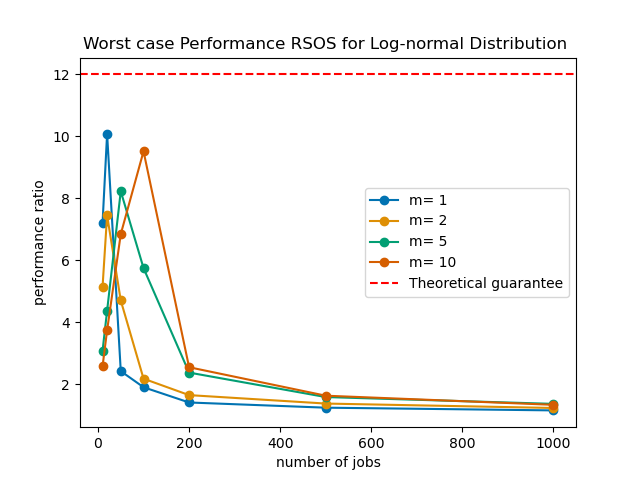 Worst case Performance RSOS for Log-normal Distribution
performance ratio
12
10
8
6
4
2
m= 1
m= 2
m= 5
m= 10
Theoretical guarantee
0
200
400
600
800
1000
number of jobs